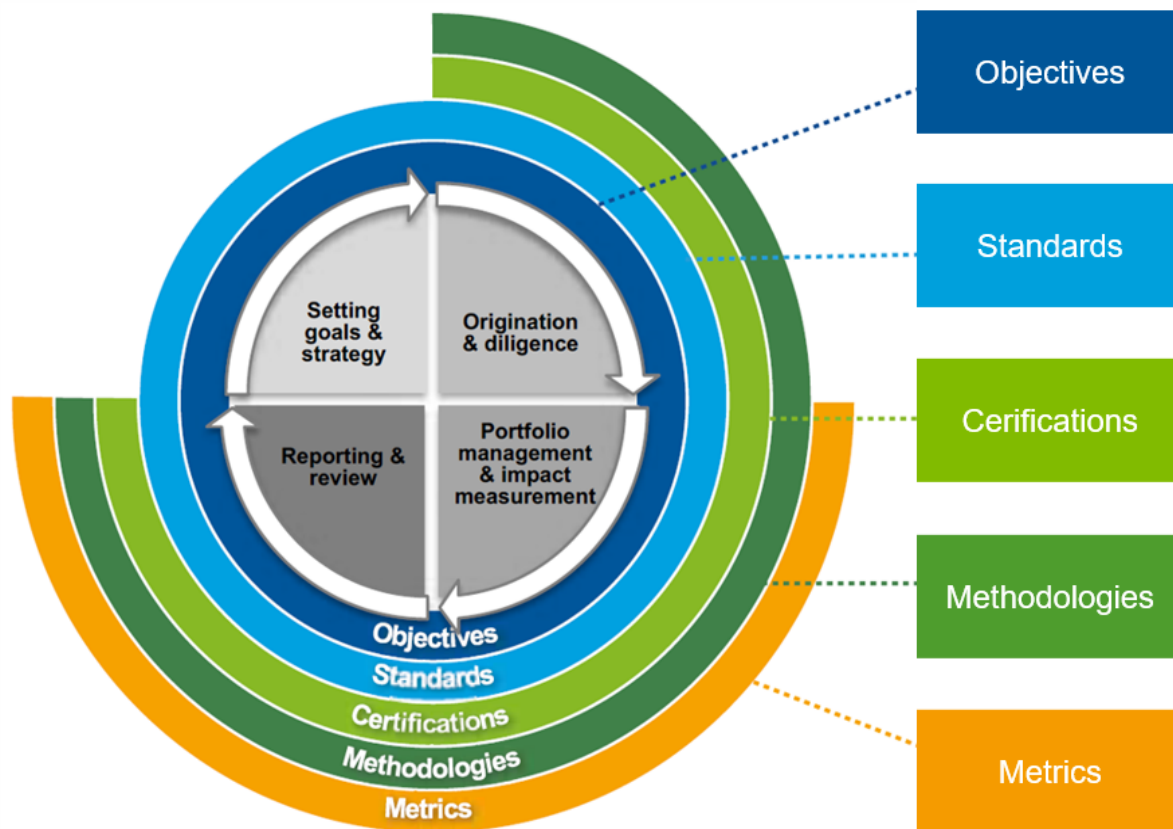 Setting
goals &
strategy
Origination
& diligence
Reporting &
review
Portfolio
management
& impact
measurement
Objectives
Standards
Certifications
Methodologies
Metrics
Objectives
Standards
Cerifications
Methodologies
Metrics